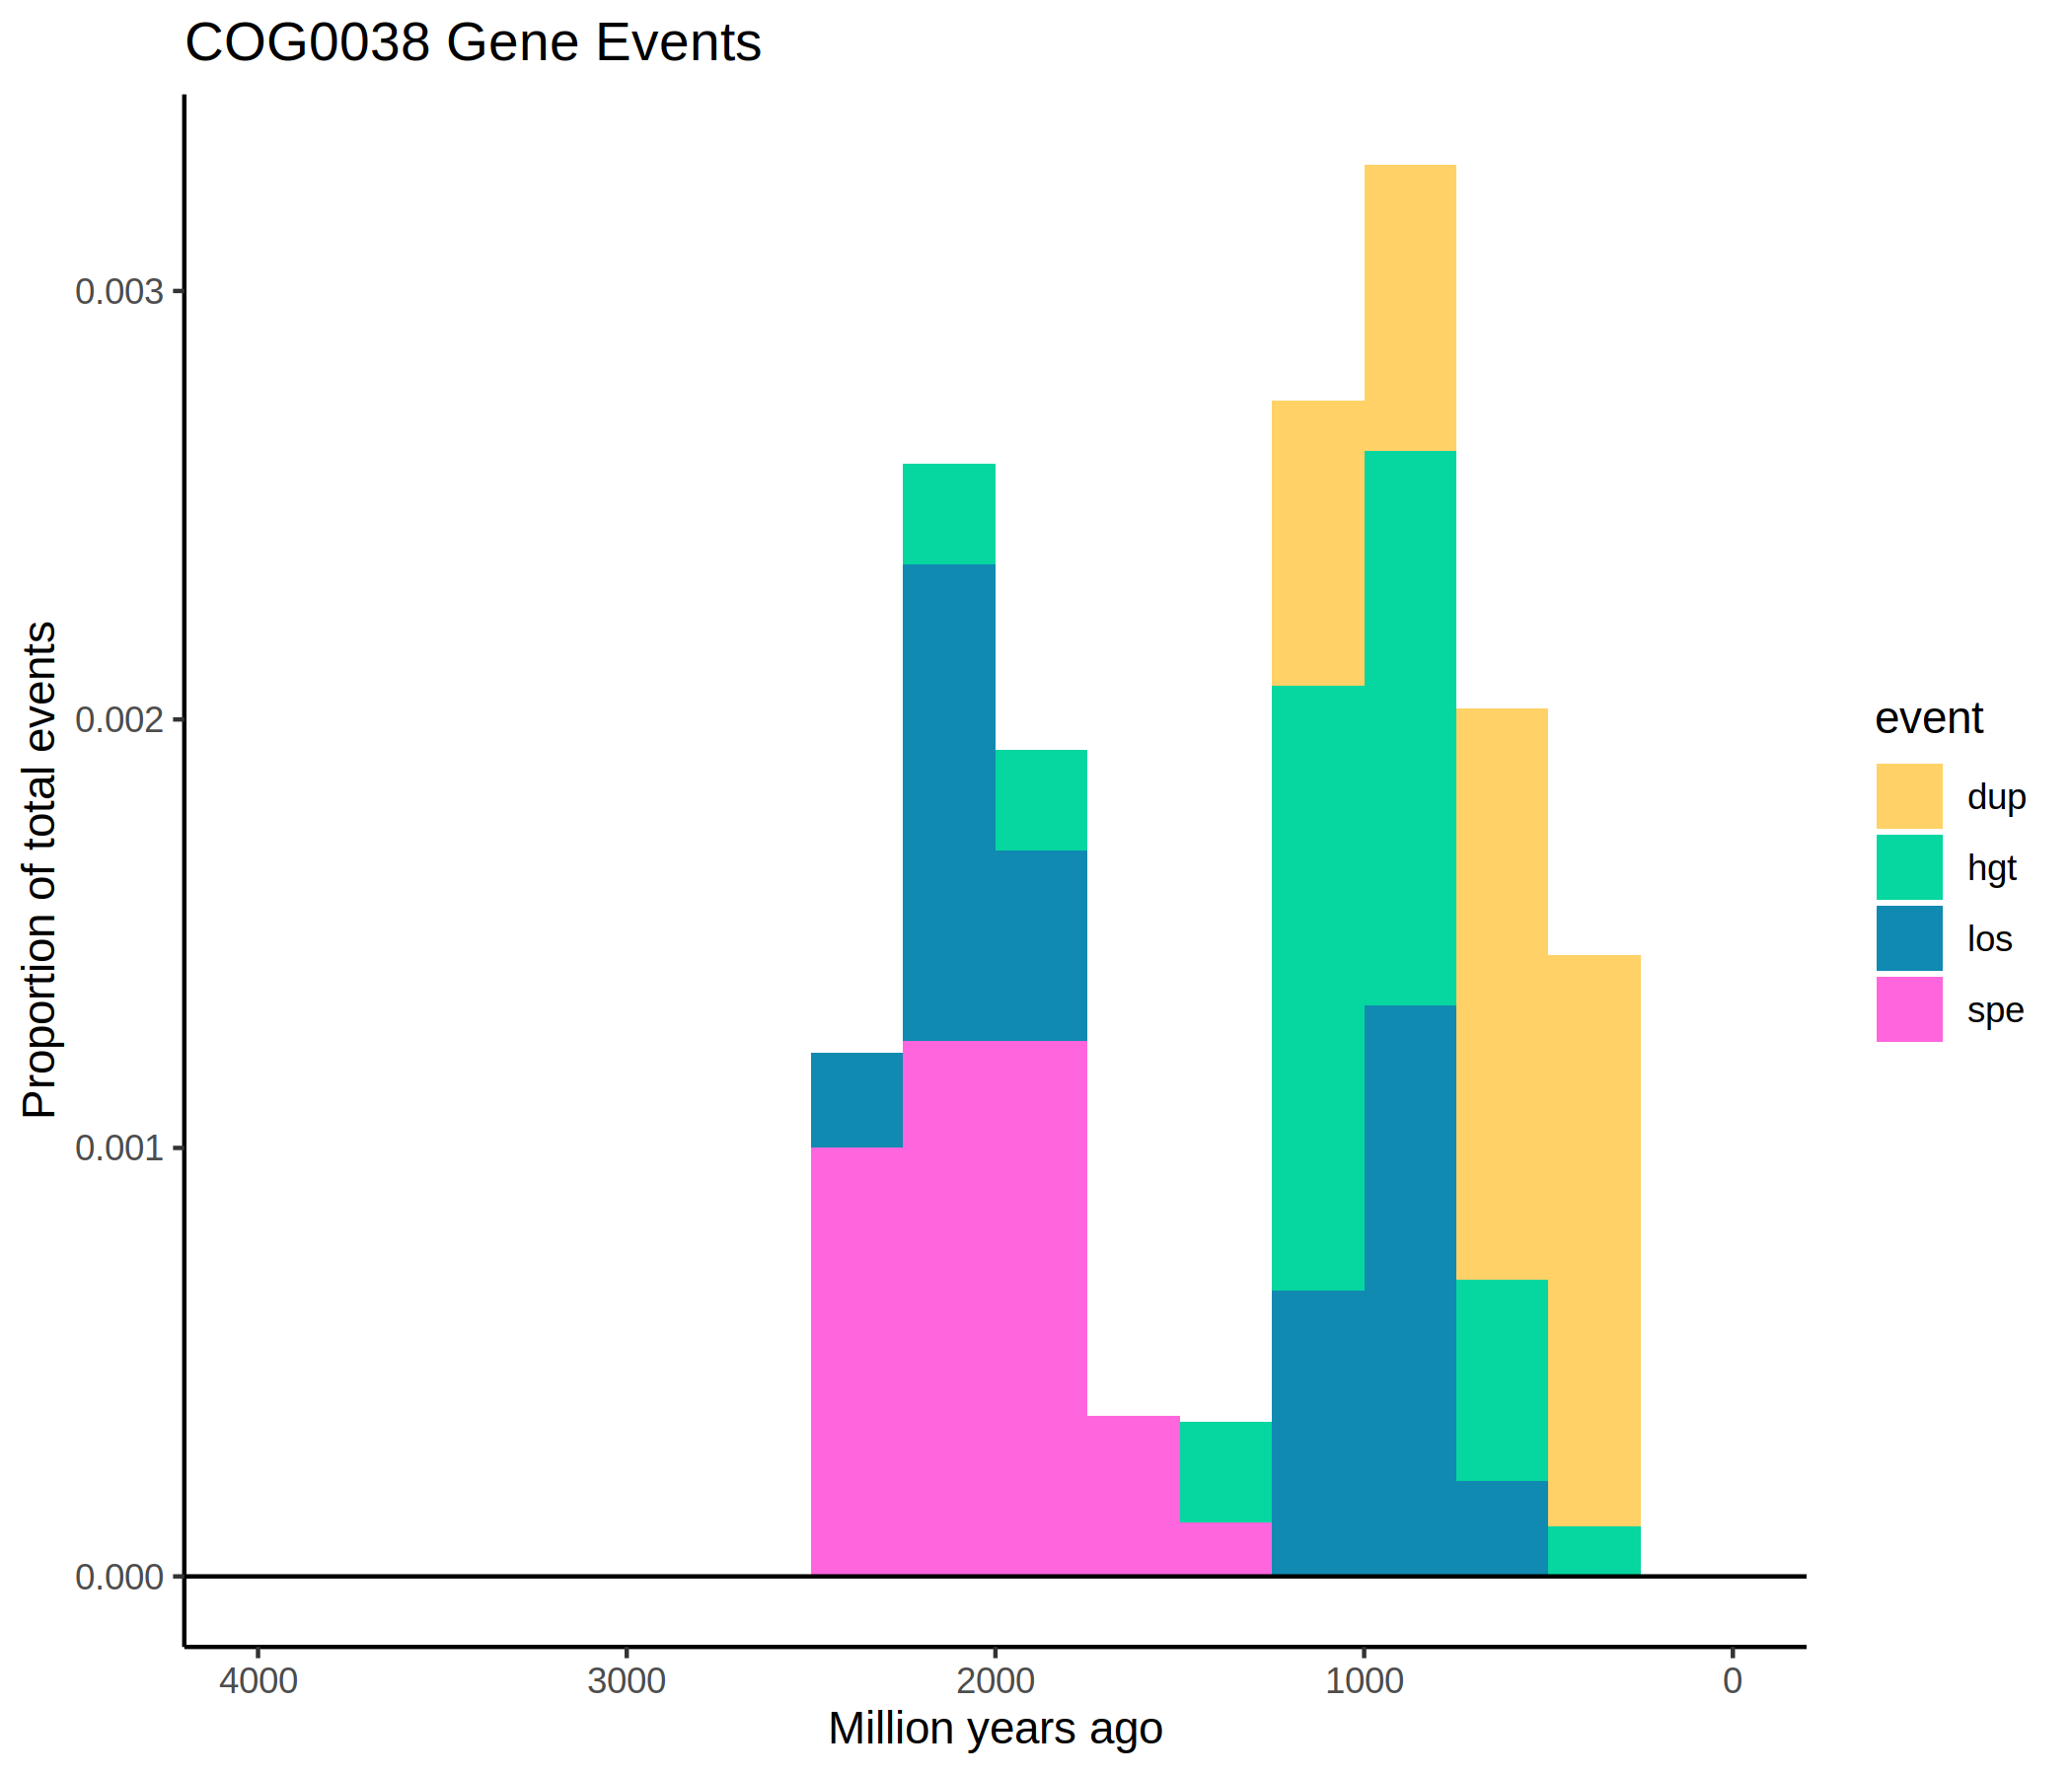 COG0038 Gene Events
Proportion of total events
0.003
0.002
0.001
0.000
4000 3000 2000 1000 0
Million years ago
event
dup
hgt
los
spe